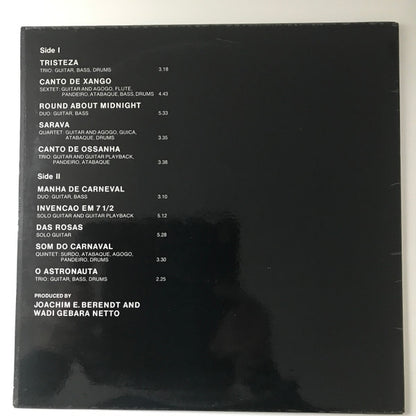 Side I
TRISTEZA
TRIO: GUITAR, BASS, DRUMS 3.18
CANTO DE XANGO
SEXTET: GUITAR AND AGOGO, FLUTE,
PANDEIRO, ATABAQUE, BASS, DRUMS 4.43
ROUND ABOUT MIDNIGHT
DUO: GUITAR, BASS 5.33
SARAVA
QUARTET: GUITAR AND AGOGO, GUICA,
ATABAQUE, DRUMS 3.35
CANTO DE OSSANHA
TRIO: GUITAR AND GUITAR PLAYBACK,
PANDEIRO, ATABAQUE 3.38
Side II
MANHA DE CARNEVAL
DUO: GUITAR, BASS 3.10
INVENCAO EM 7 1/2
SOLO GUITAR AND GUITAR PLAYBACK 5.12
DAS ROSAS
SOLO GUITAR 5.28
SOM DO CARNAVAL
QUINTET: SURDO, ATABAQUE, AGOGO,
PANDEIRO, DRUMS 3.30
O ASTRONAUTA
TRIO: GUITAR, BASS, DRUMS 2.25
PRODUCED BY
JOACHIM E. BERENDT AND
WADI GEBARA NETTO